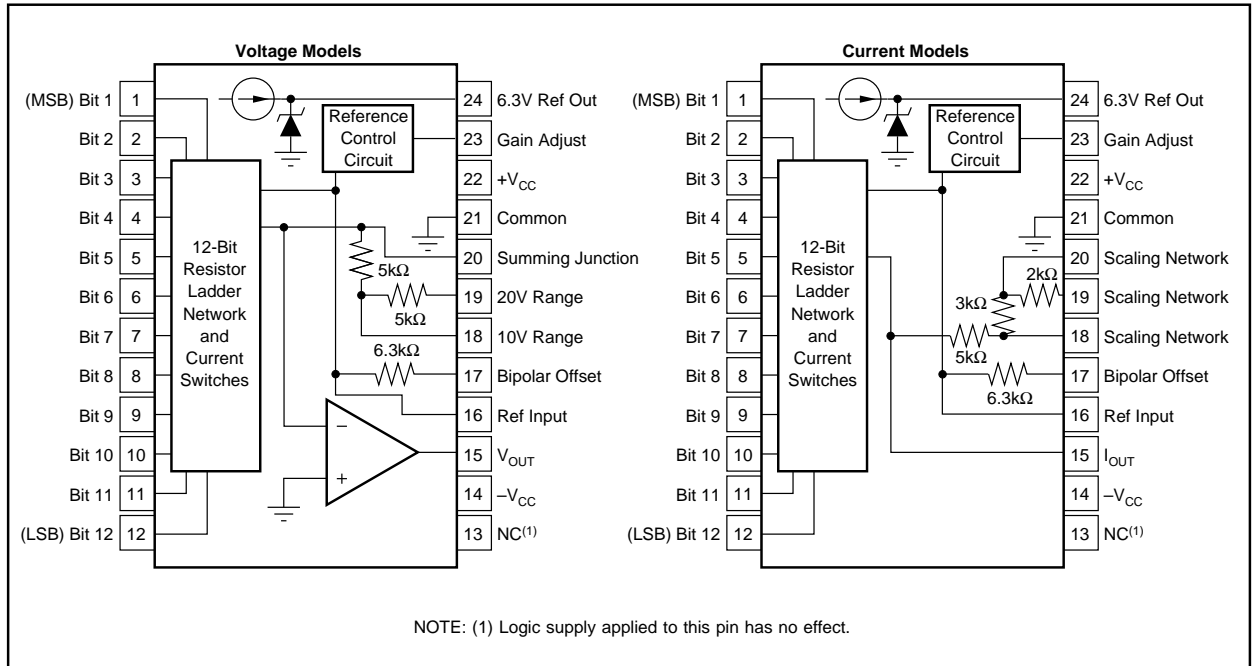 Voltage Models
(MSB) Bit 1 1
Bit 2 2
Bit 3 3
Bit 4 4
Bit 5 5
Bit 6 6
Bit 7 7
Bit 8 8
Bit 9 9
Bit 10 10
Bit 11 11
(LSB) Bit 12 12
12-Bit
Resistor
Ladder
Network
and
Current
Switches
Reference
Control
Circuit
5kΩ
5kΩ
6.3kΩ
−
+
24 6.3V Ref Out
23 Gain Adjust
22 +VCC
21 Common
20 Summing Junction
19 20V Range
18 10V Range
17 Bipolar Offset
16 Ref Input
15 VOUT
14 –VCC
13 NC(1)
Current Models
(MSB) Bit 1 1
Bit 2 2
Bit 3 3
Bit 4 4
Bit 5 5
Bit 6 6
Bit 7 7
Bit 8 8
Bit 9 9
Bit 10 10
Bit 11 11
(LSB) Bit 12 12
12-Bit
Resistor
Ladder
Network
and
Current
Switches
Reference
Control
Circuit
2kΩ
3kΩ
5kΩ
6.3kΩ
24 6.3V Ref Out
23 Gain Adjust
22 +VCC
21 Common
20 Scaling Network
19 Scaling Network
18 Scaling Network
17 Bipolar Offset
16 Ref Input
15 IOUT
14 –VCC
13 NC(1)
NOTE: (1) Logic supply applied to this pin has no effect.